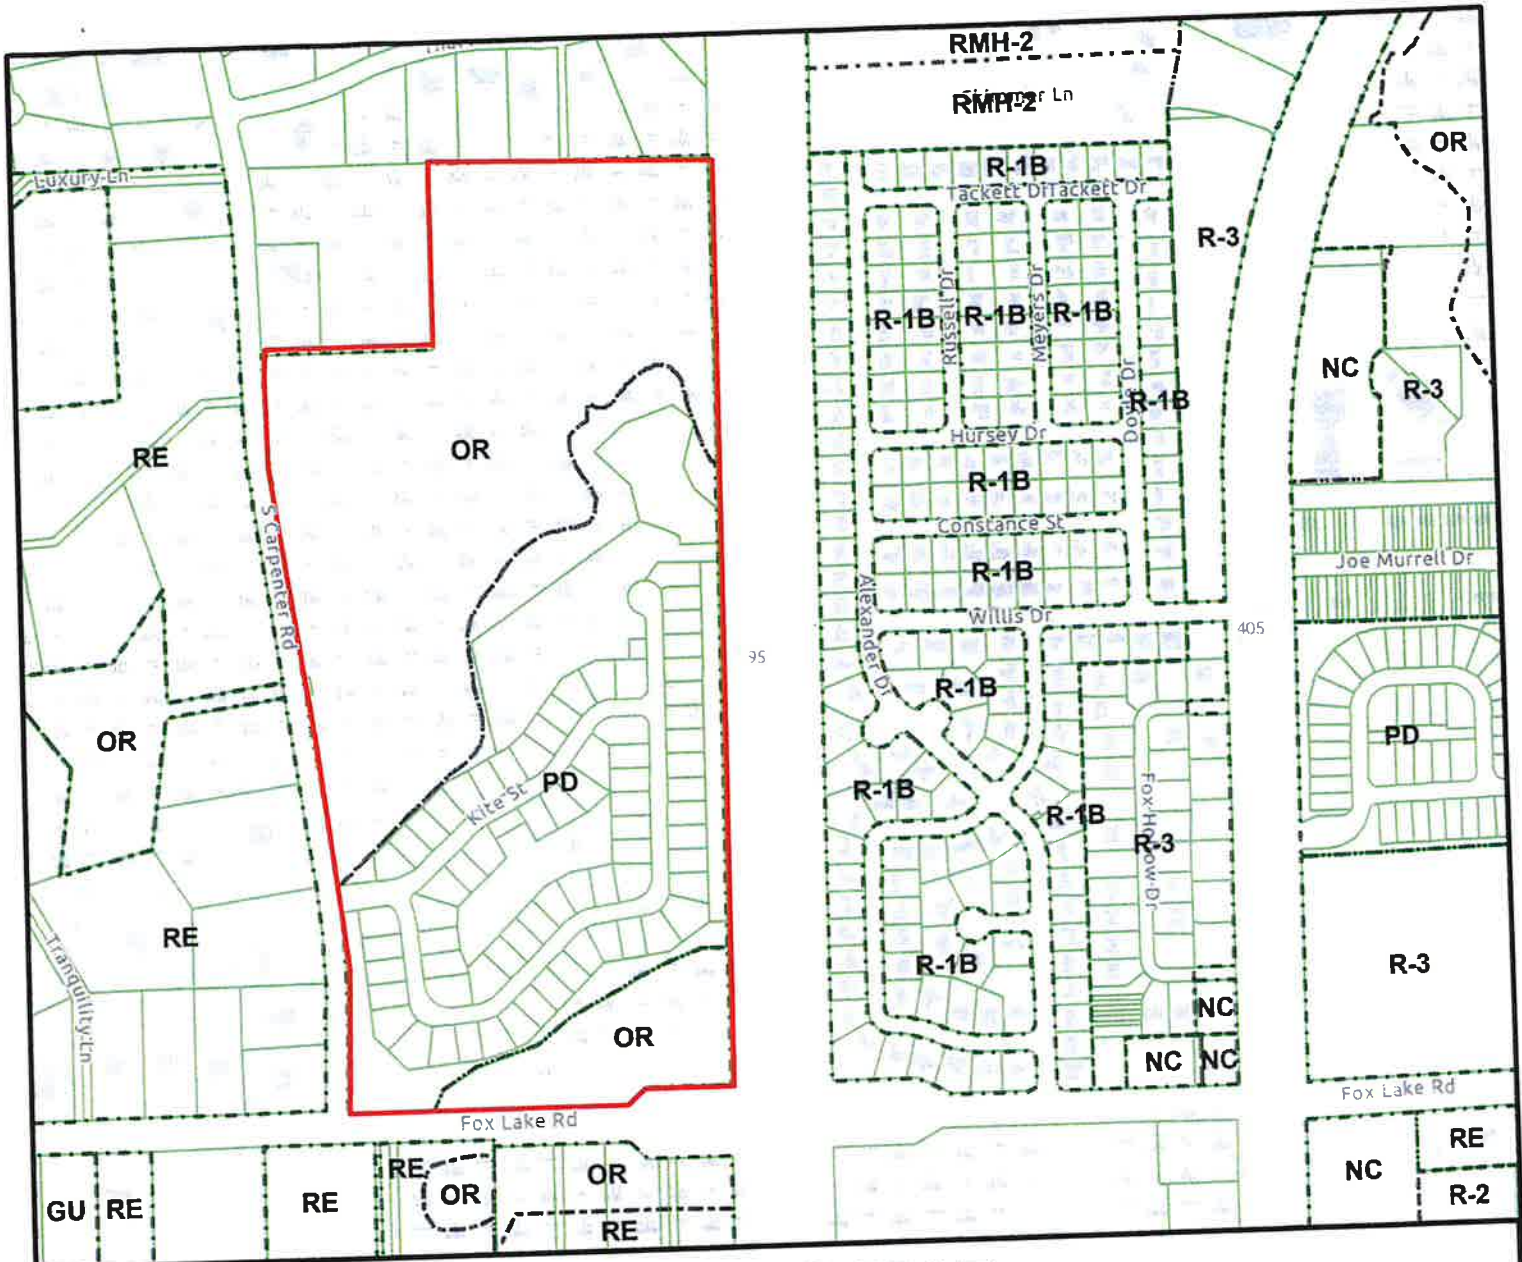 RMH-2
RMH-2
Skimmer Ln
OR
R-1B
Tackett Dr
Tackett Dr
Luxury Ln
R-3
Russell Dr
Meyers Dr
R-1B
R-1B
R-1B
Doyle Dr
R-1B
NC
R-3
OR
RE
Hursey Dr
R-1B
Constance St
R-1B
S Carpenter Rd
Joe Murrell Dr
Alexander Dr
Willis Dr
405
95
R-1B
OR
PD
PD
Kite St
R-1B
R-1B
Fox Hollow Dr
R-3
RE
Tranquility Ln
R-1B
R-3
NC
OR
NC
NC
Fox Lake Rd
Fox Lake Rd
GU
RE
RE
RE
OR
OR
RE
NC
RE
R-2